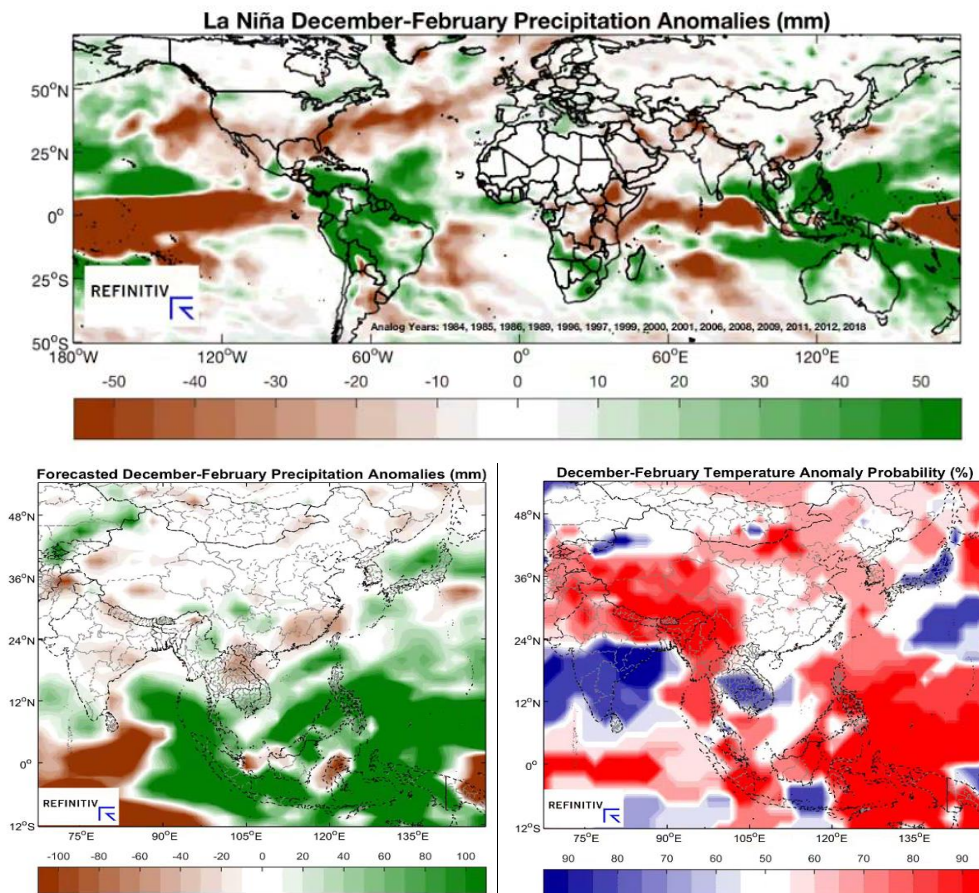 La Niña December-February Precipitation Anomalies (mm)
50°N
25°N
0°
25°S
50°S
REFINITIV
Analog Years: 1984, 1985, 1986, 1989, 1996, 1997, 1999, 2000, 2001, 2006, 2008, 2009, 2011, 2012, 2018
180°W 120°W 60°W 0° 60°E 120°E
-50 -40 -30 -20 -10 0 10 20 30 40 50
Forecasted December-February Precipitation Anomalies (mm)
48°N
36°N
24°N
12°N
0°
12°S
REFINITIV
75°E 90°E 105°E 120°E 135°E
-100 -80 -60 -40 -20 0 20 40 60 80 100
December-February Temperature Anomaly Probability (%)
48°N
36°N
24°N
12°N
0°
12°S
REFINITIV
75°E 90°E 105°E 120°E 135°E
90 80 70 60 50 60 70 80 90